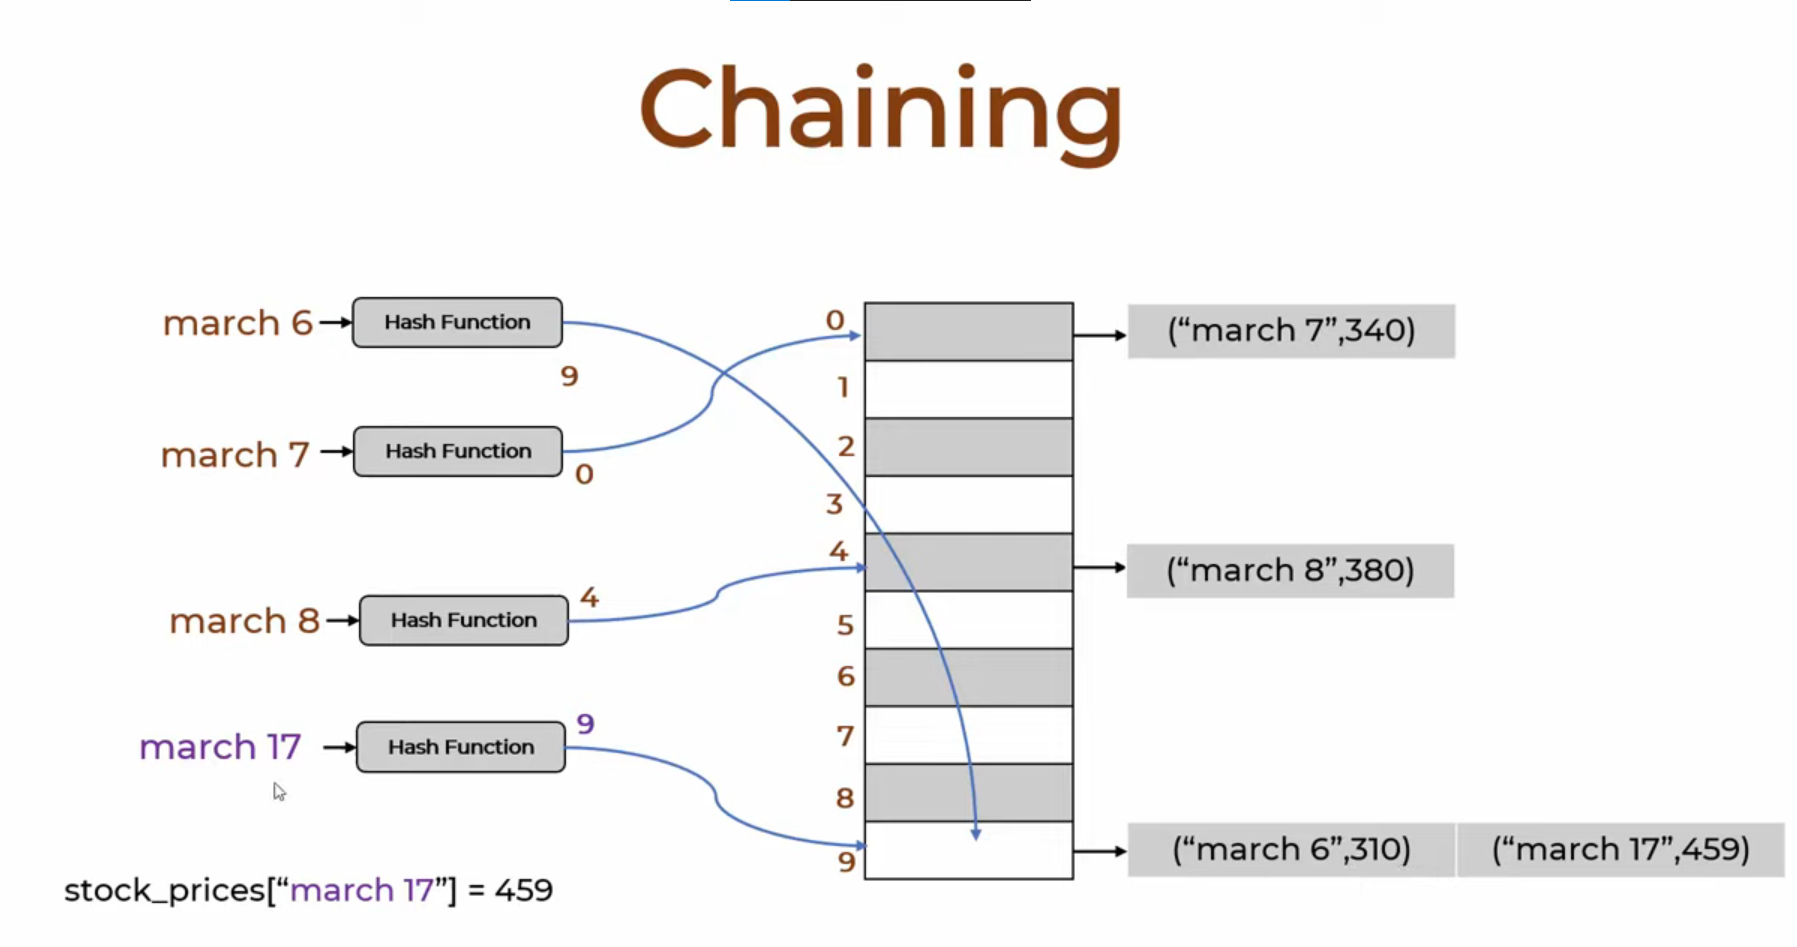 Chaining
march 6
Hash Function
9
march 7
Hash Function
0
march 8
Hash Function
4
march 17
Hash Function
9
stock_prices[“march 17”] = 459
0
1
2
3
4
5
6
7
8
9
(“march 7”,340)
(“march 8”,380)
(“march 6”,310)
(“march 17”,459)